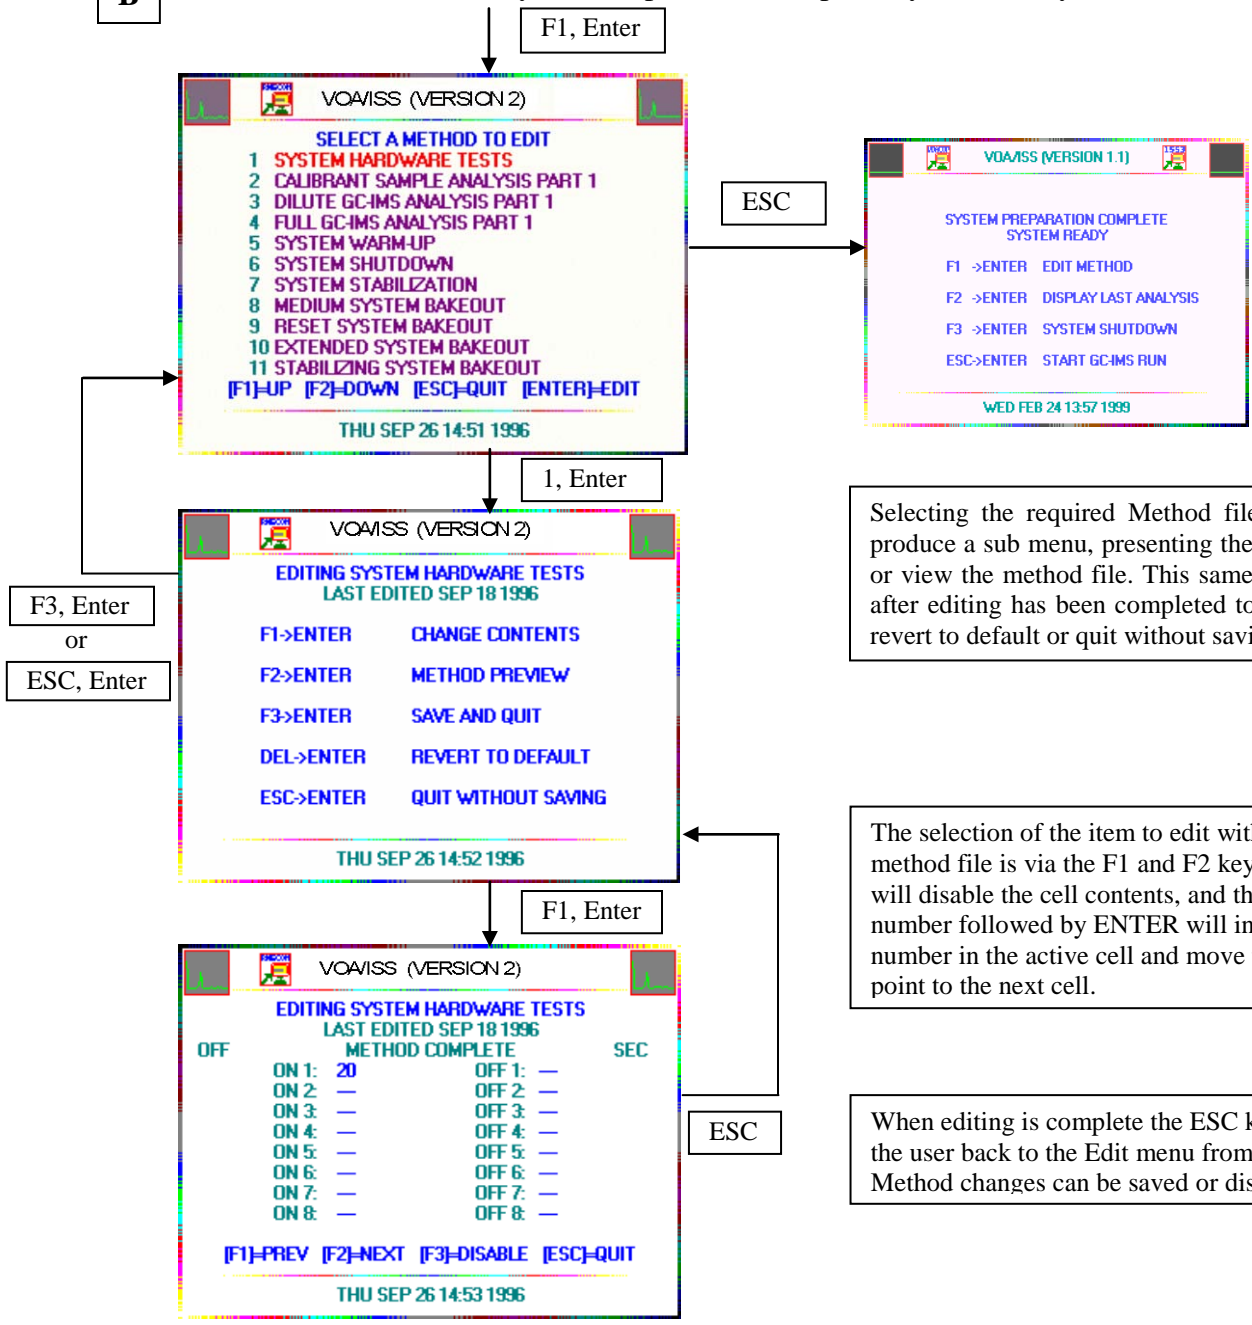 B
F1, Enter
VOA/ISS (VERSION 2)
SELECT A METHOD TO EDIT
1 SYSTEM HARDWARE TESTS
2 CALIBRANT SAMPLE ANALYSIS PART 1
3 DILUTE GC-IMS ANALYSIS PART 1
4 FULL GC-IMS ANALYSIS PART 1
5 SYSTEM WARM-UP
6 SYSTEM SHUTDOWN
7 SYSTEM STABILIZATION
8 MEDIUM SYSTEM BAKEOUT
9 RESET SYSTEM BAKEOUT
10 EXTENDED SYSTEM BAKEOUT
11 STABILIZING SYSTEM BAKEOUT
[F1]=UP [F2]=DOWN [ESC]=QUIT [ENTER]=EDIT
THU SEP 26 14:51 1996
ESC
VOA/ISS (VERSION 1.1)
SYSTEM PREPARATION COMPLETE
SYSTEM READY
F1 ->ENTER EDIT METHOD
F2 ->ENTER DISPLAY LAST ANALYSIS
F3 ->ENTER SYSTEM SHUTDOWN
ESC->ENTER START GC-IMS RUN
WED FEB 24 13:57 1999
1, Enter
VOA/ISS (VERSION 2)
EDITING SYSTEM HARDWARE TESTS
LAST EDITED SEP 18 1996
F1->ENTER CHANGE CONTENTS
F2->ENTER METHOD PREVIEW
F3->ENTER SAVE AND QUIT
DEL->ENTER REVERT TO DEFAULT
ESC->ENTER QUIT WITHOUT SAVING
THU SEP 26 14:52 1996
F3, Enter
or
ESC, Enter
Selecting the required Method file
produce a sub menu, presenting the
or view the method file. This same
after editing has been completed to
revert to default or quit without savi
F1, Enter
The selection of the item to edit wit
method file is via the F1 and F2 key
will disable the cell contents, and th
number followed by ENTER will in
number in the active cell and move
point to the next cell.
VOA/ISS (VERSION 2)
EDITING SYSTEM HARDWARE TESTS
LAST EDITED SEP 18 1996
OFF METHOD COMPLETE SEC
ON 1: 20 OFF 1: —
ON 2: — OFF 2: —
ON 3: — OFF 3: —
ON 4: — OFF 4: —
ON 5: — OFF 5: —
ON 6: — OFF 6: —
ON 7: — OFF 7: —
ON 8: — OFF 8: —
[F1]=PREV [F2]=NEXT [F3]=DISABLE [ESC]=QUIT
THU SEP 26 14:53 1996
ESC
When editing is complete the ESC k
the user back to the Edit menu from
Method changes can be saved or dis